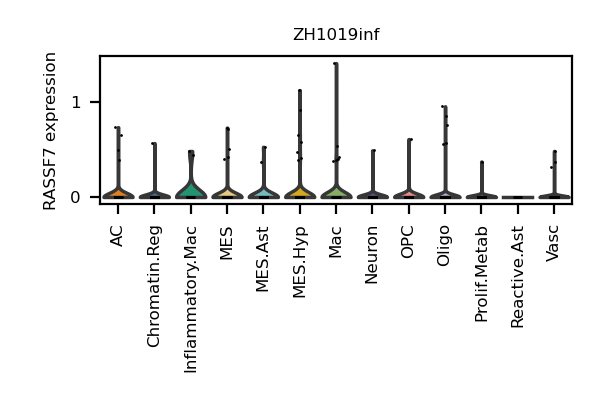 ZH1019inf
RASSF7 expression
1
0
AC
Chromatin.Reg
Inflammatory.Mac
MES
MES.Ast
MES.Hyp
Mac
Neuron
OPC
Oligo
Prolif.Metab
Reactive.Ast
Vasc